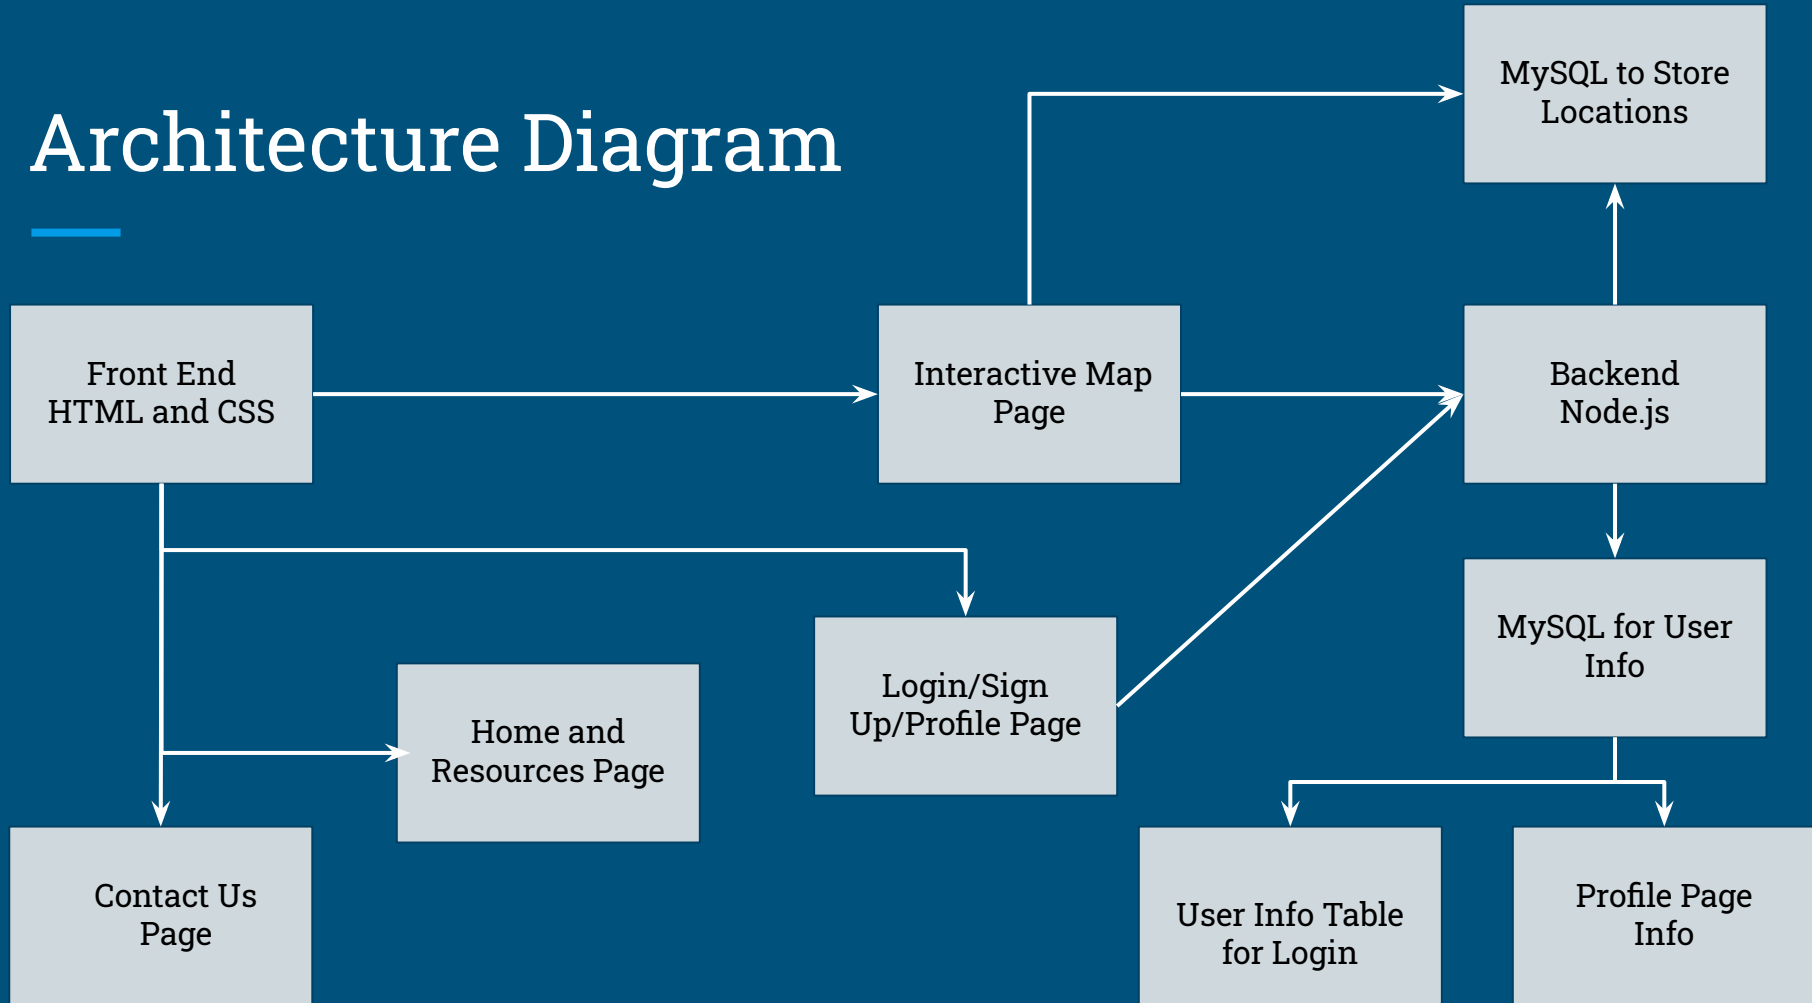 Architecture Diagram
MySQL to Store
Locations
Front End
HTML and CSS
Interactive Map
Page
Backend
Node.js
Login/Sign
Up/Profile Page
MySQL for User
Info
Home and
Resources Page
Contact Us
Page
User Info Table
for Login
Profile Page
Info